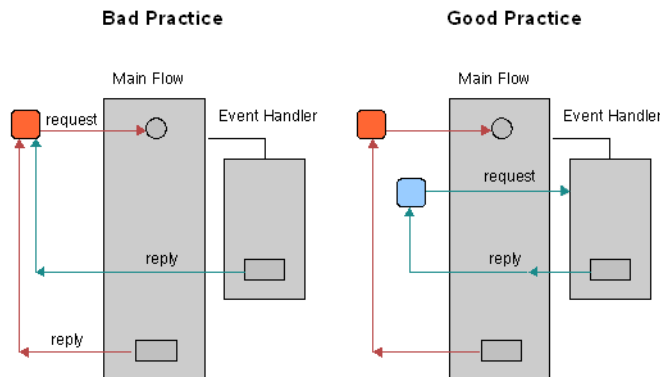 Bad Practice
Good Practice
Main Flow
Main Flow
request
Event Handler
Event Handler
request
reply
reply
reply